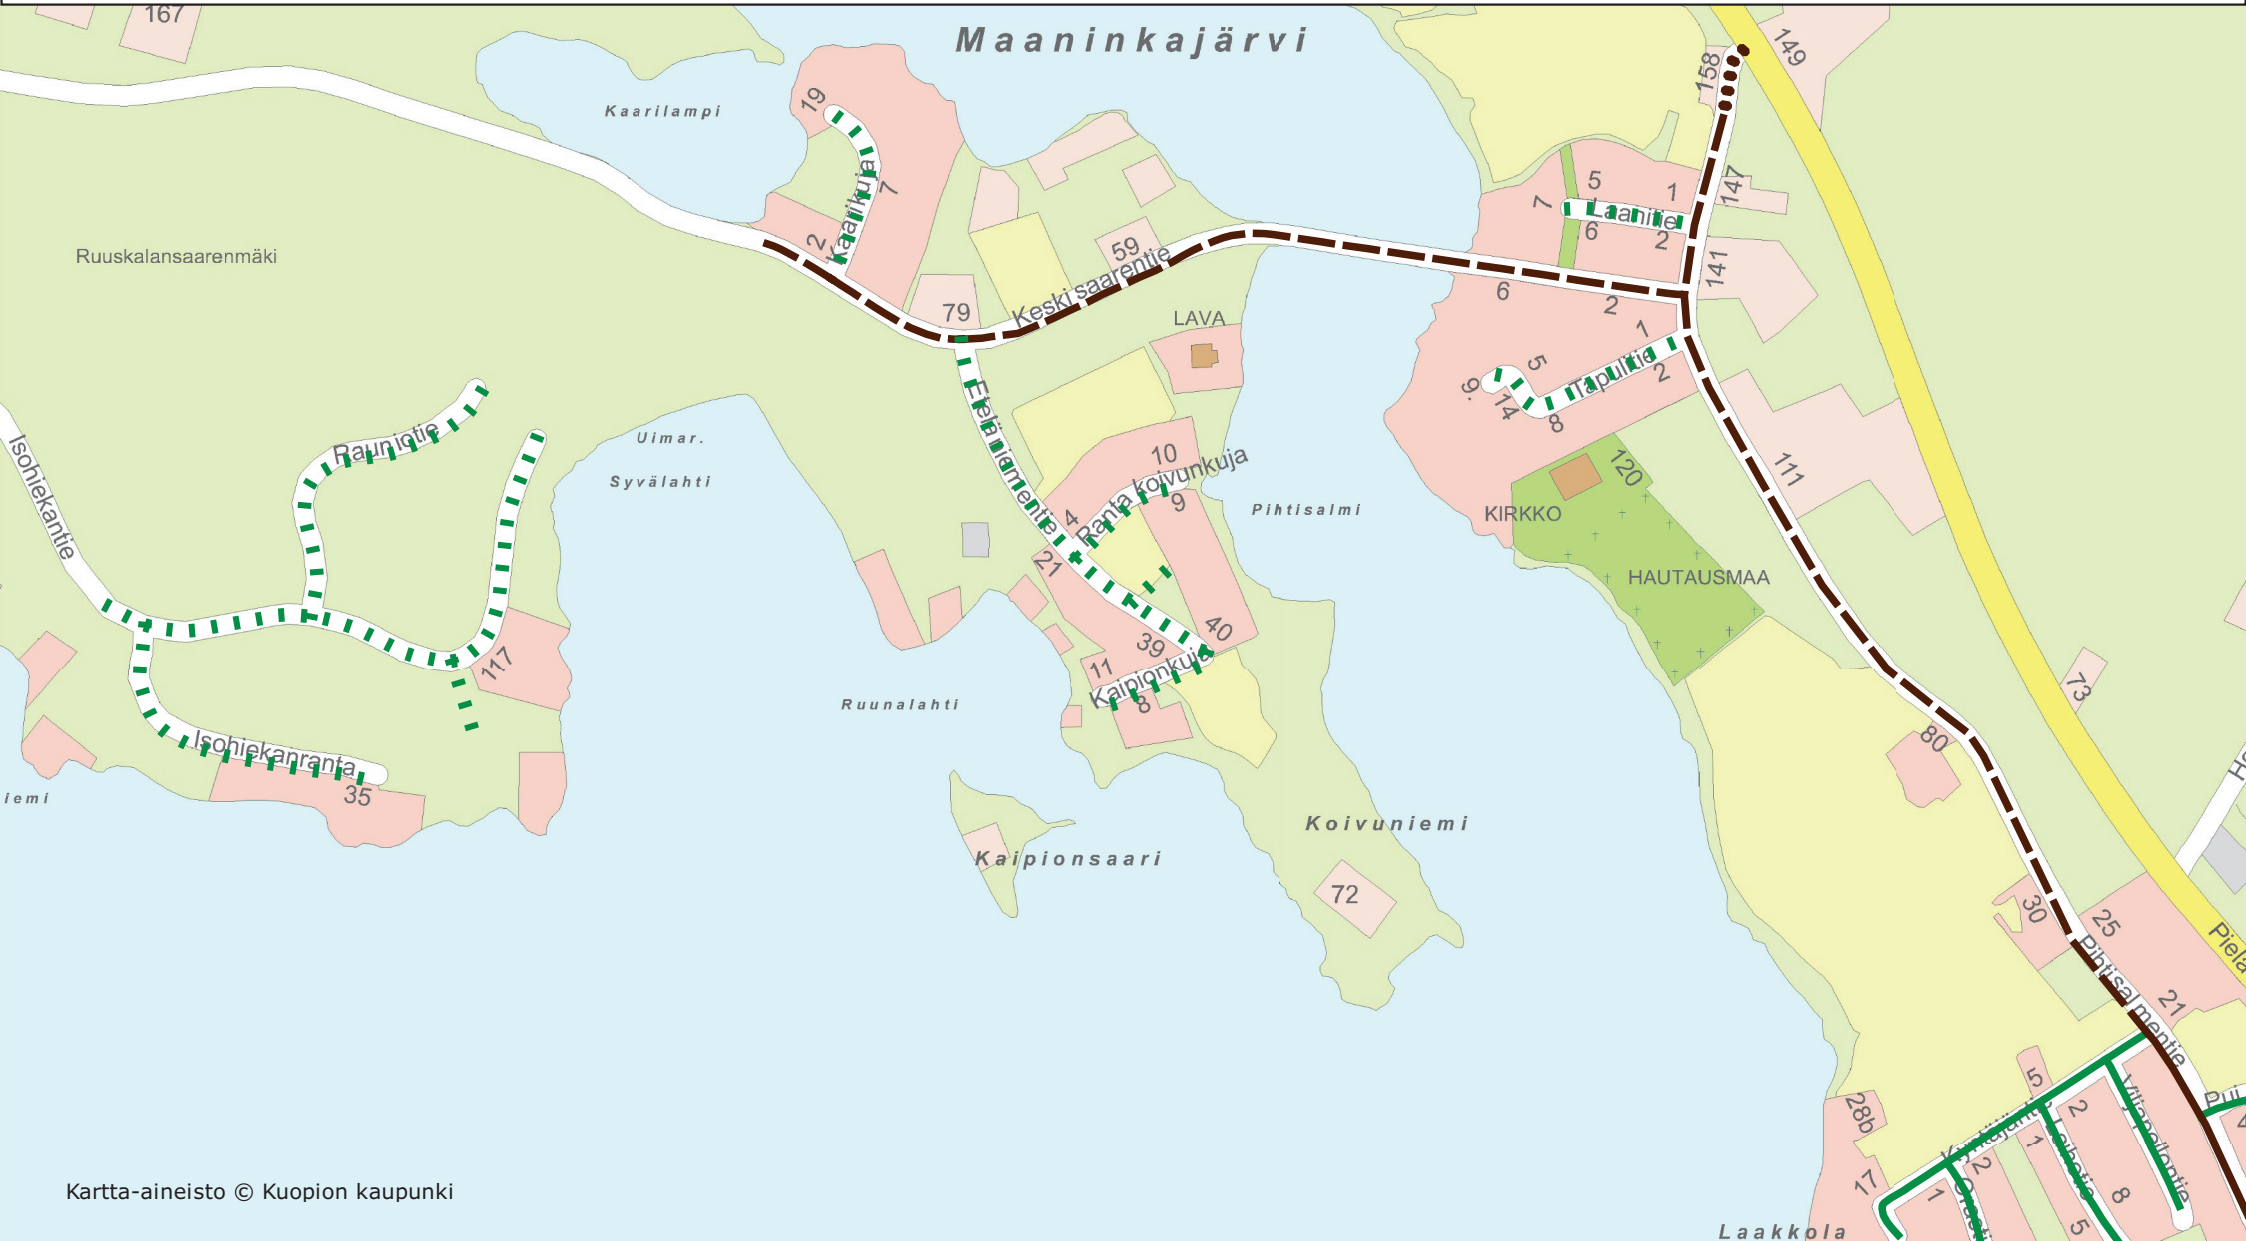 167
Maaninkajärvi
149
158
19
Kaarilampi
Kaarikuja
7
2
147
5
1
7
Laanitie
6
2
141
59
Keskisaarentie
Ruuskalansaarenmäki
79
LAVA
6
2
1
5
Tapulitie
2
9.
14
8
Rauniotie
Isohiekantie
Uimar.
Syvälahti
Eteläniementie
10
Ranta koivunkuja
4
9
Pihtisalmi
120
KIRKKO
111
HAUTAUSMAA
21
39
40
11
Kaipionkuja
8
117
Ruunalahti
73
80
Isohiekanranta
35
iemi
Koivuniemi
Kaipionsaari
72
30
25
Piela
Pihtisalmentie
21
5
2
Viljapellontie
28b
1
2
8
17
1
5
Kartta-aineisto © Kuopion kaupunki
Laakkola